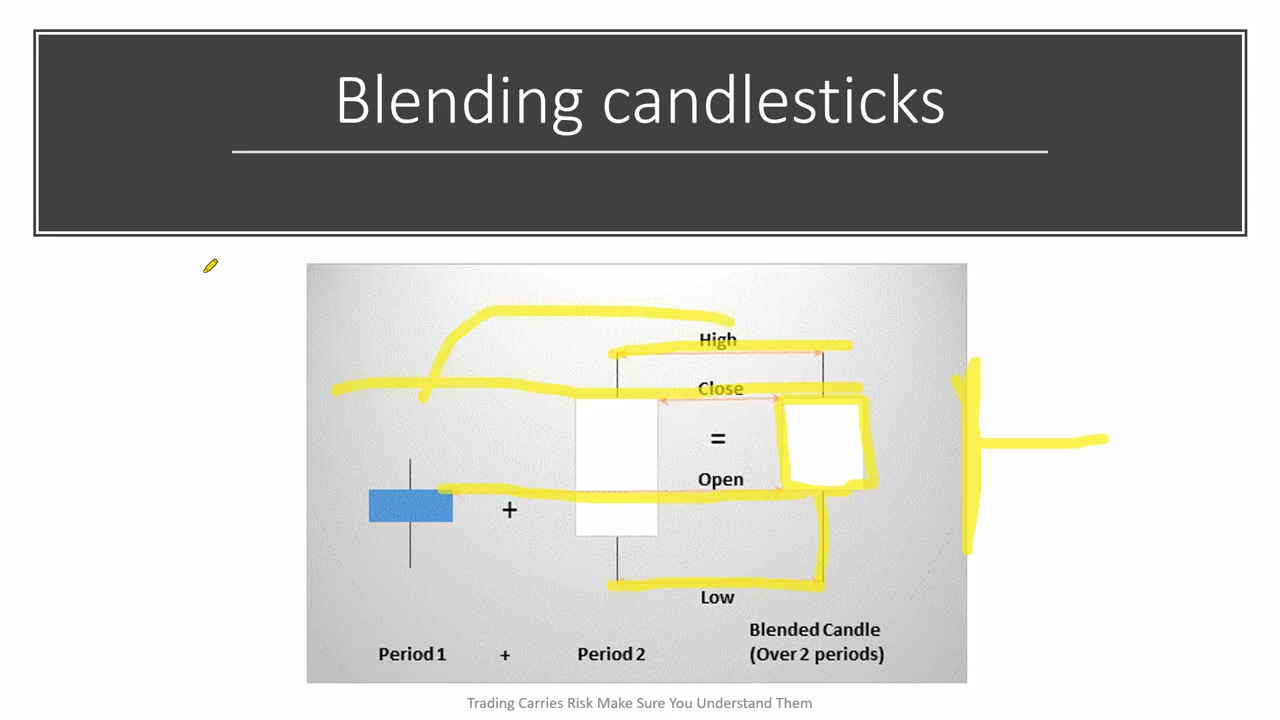 Blending candlesticks
High
Close
=
Open
+
Low
Blended Candle
Period 1 + Period 2 (Over 2 periods)
Trading Carries Risk Make Sure You Understand Them